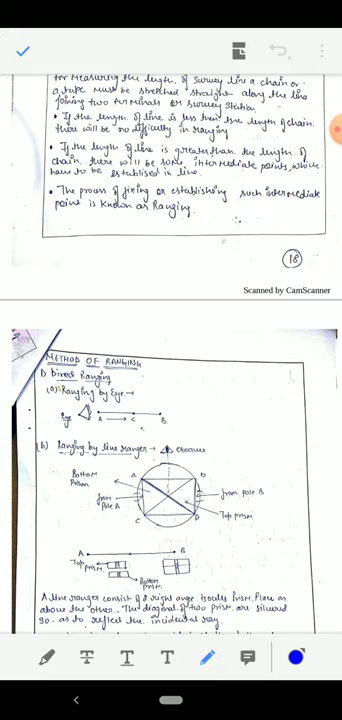 for measuring the length of survey line a chain or
a tape must be stretched straight along the line
joining two terminals or survey station.
• If the length of line is less then the length of chain.
there will be no difficulty in ranging
• If the length of line is greater than the length of
chain. there will be some intermediate points, which
have to be establised in line.
• The process of fixing or establishing such intermediate
point is known as Ranging.
18
Scanned by CamScanner
METHOD OF RANGING
1) Direct Ranging
(a) Ranging by Eye →
Eye A C B.
(b) Ranging by line ranger → observer
Bottom
Prism
a b
from
Pole A
from Pole B
C D
Top prism
A B
Top prism
Bottom
prism
A line ranger consist of 2 right angle isoceles Prism, Place on
above the other. The diagonal of two prism are silvered
so as to reflect the incidental ray.